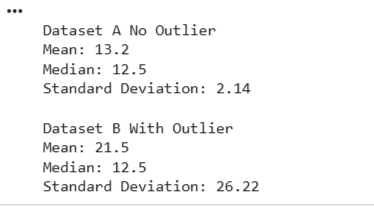 Dataset A No Outlier
Mean: 13.2
Median: 12.5
Standard Deviation: 2.14
Dataset B With Outlier
Mean: 21.5
Median: 12.5
Standard Deviation: 26.22